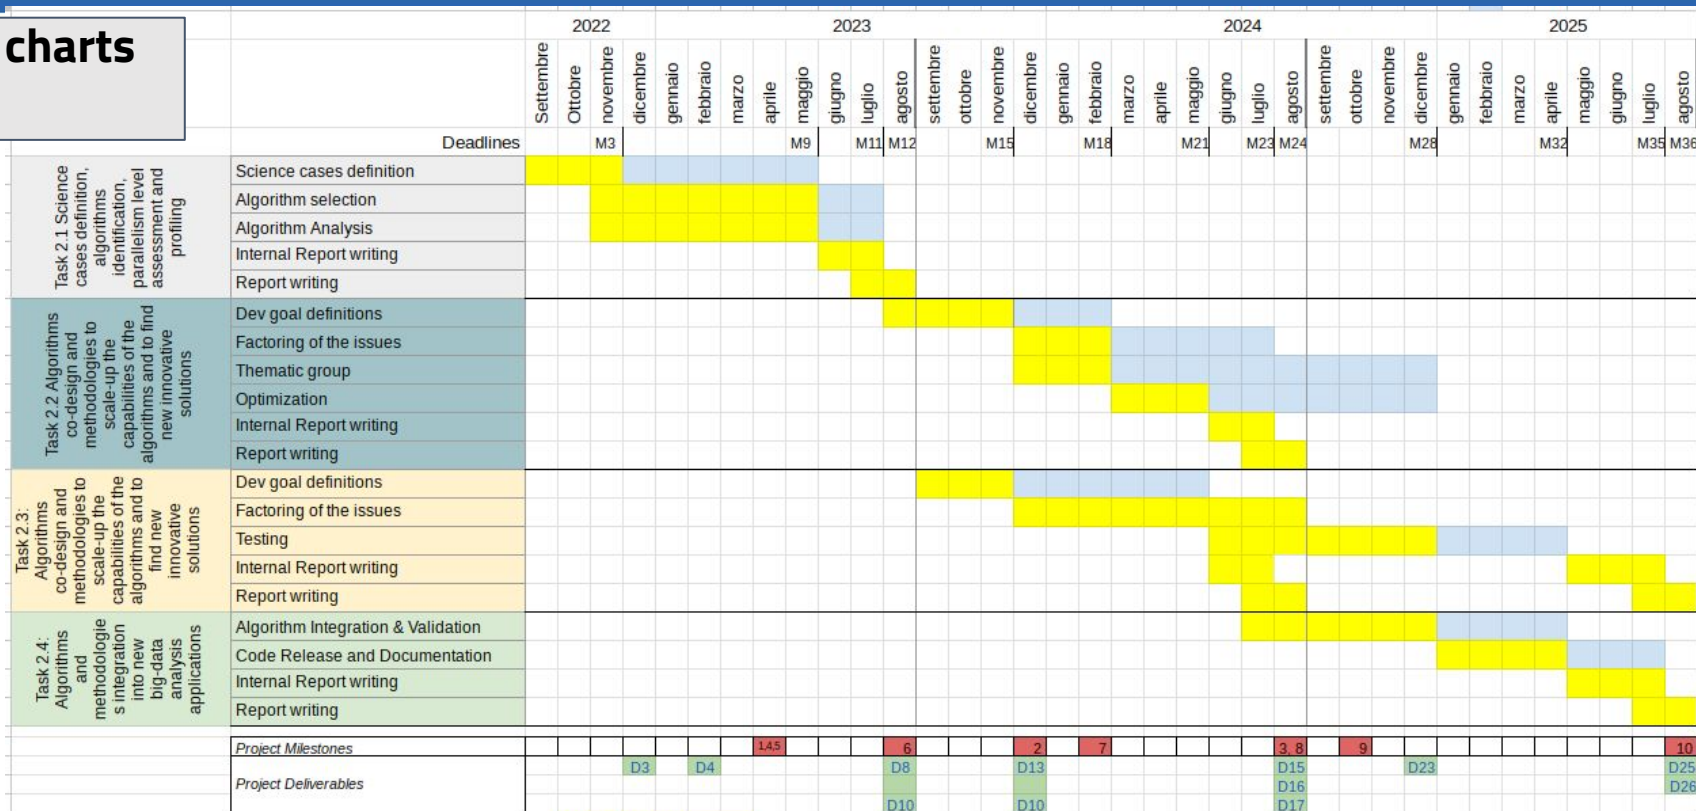 charts
2022 2023 2024 2025
Settembre Ottobre novembre dicembre gennaio febbraio marzo aprile maggio giugno luglio agosto settembre ottobre novembre dicembre gennaio febbraio marzo aprile maggio giugno luglio agosto settembre ottobre novembre dicembre gennaio febbraio marzo aprile maggio giugno luglio agosto
Deadlines M3 M9 M11 M12 M15 M18 M21 M23 M24 M28 M32 M35 M36
Task 2.1 Science
cases definition,
algorithms
identification,
parallelism level
assessment and
profiling
Science cases definition
Algorithm selection
Algorithm Analysis
Internal Report writing
Report writing
Task 2.2 Algorithms
co-design and
methodologies to
scale-up the
capabilities of the
algorithms and to find
new innovative
solutions
Dev goal definitions
Factoring of the issues
Thematic group
Optimization
Internal Report writing
Report writing
Task 2.3:
Algorithms
co-design and
methodologies to
scale-up the
capabilities of the
algorithms and to
find new
innovative
solutions
Dev goal definitions
Factoring of the issues
Testing
Internal Report writing
Report writing
Task 2.4:
Algorithms
and
methodologie
s integration
into new
big-data
analysis
applications
Algorithm Integration & Validation
Code Release and Documentation
Internal Report writing
Report writing
Project Milestones 1,4,5 6 2 7 3, 8 9 10
Project Deliverables
D3 D4 D8 D13 D15 D23 D25
D16 D26
D10 D10 D17